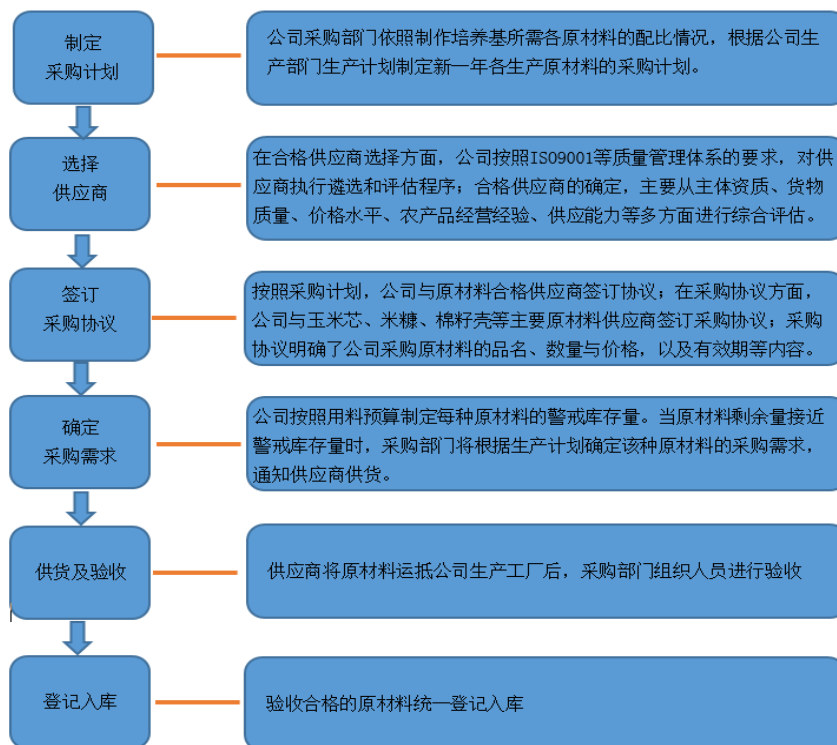 制定
采购计划
公司采购部门依照制作培养基所需各原材料的配比情况，根据公司生
产部门生产计划制定新一年各生产原材料的采购计划。
选择
供应商
在合格供应商选择方面，公司按照ISO9001等质量管理体系的要求，对供
应商执行遴选和评估程序；合格供应商的确定，主要从主体资质、货物
质量、价格水平、农产品经营经验、供应能力等多方面进行综合评估。
签订
采购协议
按照采购计划，公司与原材料合格供应商签订协议；在采购协议方面，
公司与玉米芯、米糠、棉籽壳等主要原材料供应商签订采购协议；采购
协议明确了公司采购原材料的品名、数量与价格，以及有效期等内容。
确定
采购需求
公司按照用料预算制定每种原材料的警戒库存量。当原材料剩余量接近
警戒库存量时，采购部门将根据生产计划确定该种原材料的采购需求，
通知供应商供货。
供货及验收
供应商将原材料运抵公司生产工厂后，采购部门组织人员进行验收
登记入库
验收合格的原材料统一登记入库